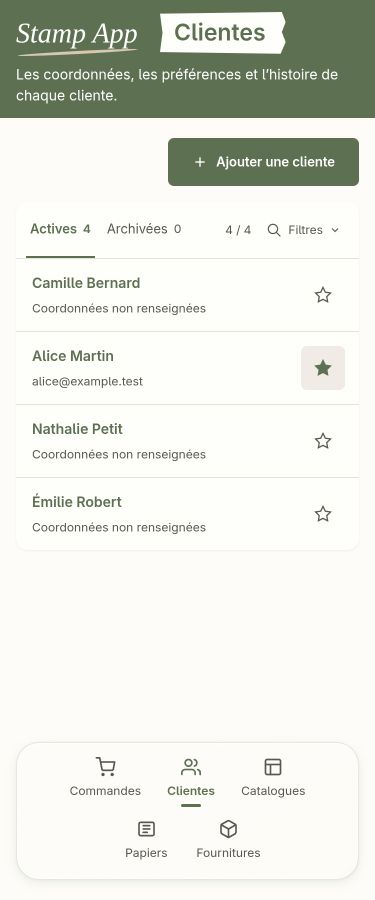 Stamp App Clientes
Les coordonnées, les préférences et l’histoire de
chaque cliente.
+ Ajouter une cliente
Actives 4 Archivées 0 4 / 4 Filtres
Camille Bernard
Coordonnées non renseignées
Alice Martin
alice@example.test
Nathalie Petit
Coordonnées non renseignées
Émilie Robert
Coordonnées non renseignées
Commandes Clientes Catalogues
Papiers Fournitures